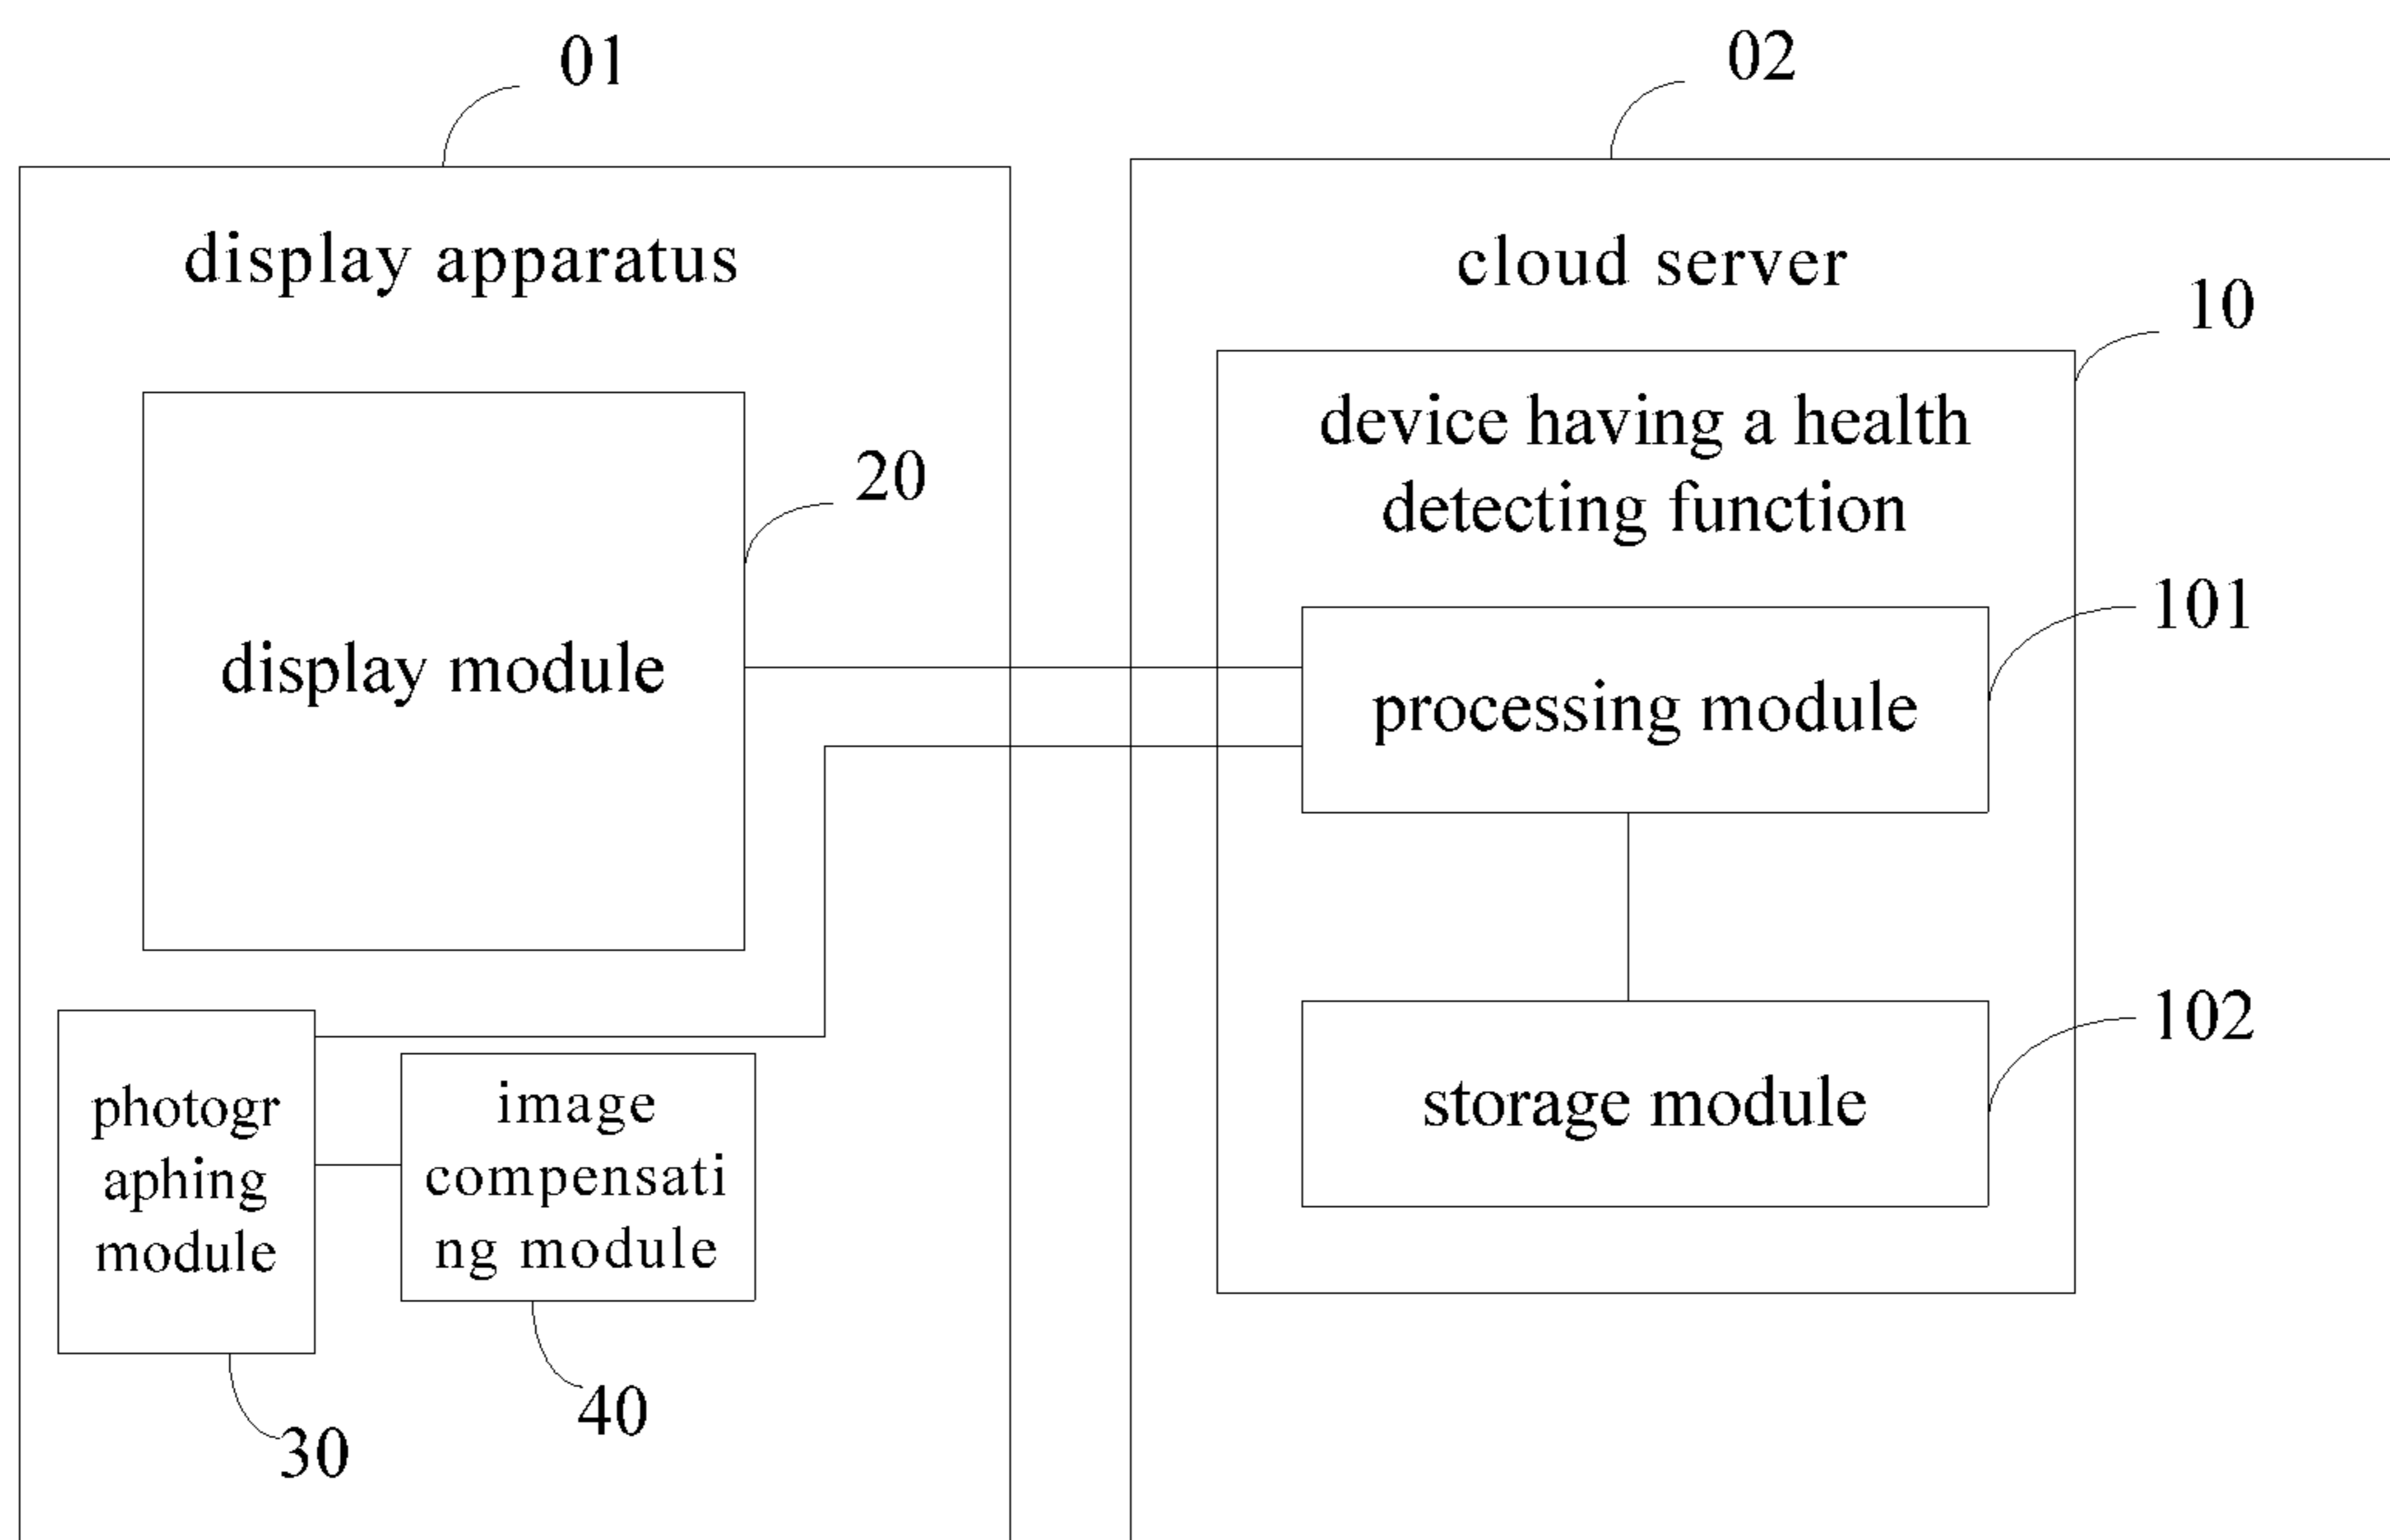 01
02
display apparatus
cloud server
10
device having a health
detecting function
20
101
display module
processing module
102
storage module
photogr
aphing
module
image
compensati
ng module
40
30